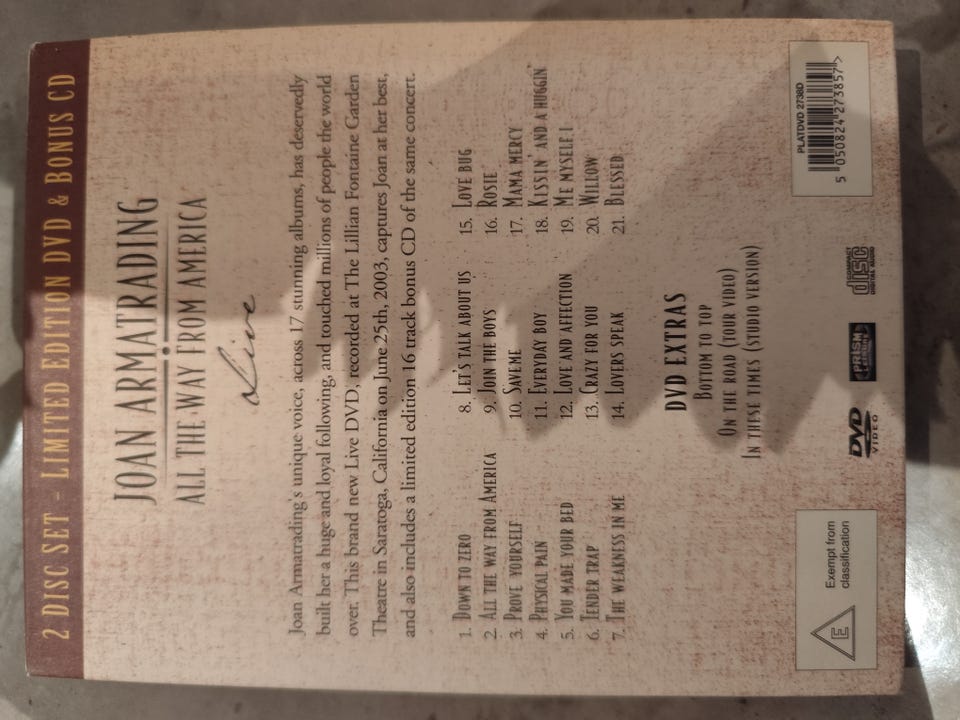 2 DISC SET - LIMITED EDITION DVD & BONUS CD
JOAN ARMATRADING
ALL THE WAY FROM AMERICA
Live
Joan Armatrading's unique voice, across 17 stunning albums, has deservedly
built her a huge and loyal following, and touched millions of people the world
over. This brand new Live DVD, recorded at The Lillian Fontaine Garden
Theatre in Saratoga, California on June 25th, 2003, captures Joan at her best,
and also includes a limited edition 16 track bonus CD of the same concert.
1. DOWN TO ZERO
2. ALL THE WAY FROM AMERICA
3. PROVE YOURSELF
4. PHYSICAL PAIN
5. YOU MADE YOUR BED
6. TENDER TRAP
7. THE WEAKNESS IN ME
8. LET'S TALK ABOUT US
9. JOIN THE BOYS
10. SAVE ME
11. EVERYDAY BOY
12. LOVE AND AFFECTION
13. CRAZY FOR YOU
14. LOVERS SPEAK
15. LOVE BUG
16. ROSIE
17. MAMA MERCY
18. KISSIN' AND A HUGGIN'
19. ME MYSELF I
20. WILLOW
21. BLESSED
DVD EXTRAS
BOTTOM TO TOP
ON THE ROAD (TOUR VIDEO)
IN THESE TIMES (STUDIO VERSION)
E
Exempt from
classification
DVD
VIDEO
PRISM
COMPACT
disc
DIGITAL AUDIO
PLATDVD 2738D
5 050824 273857>